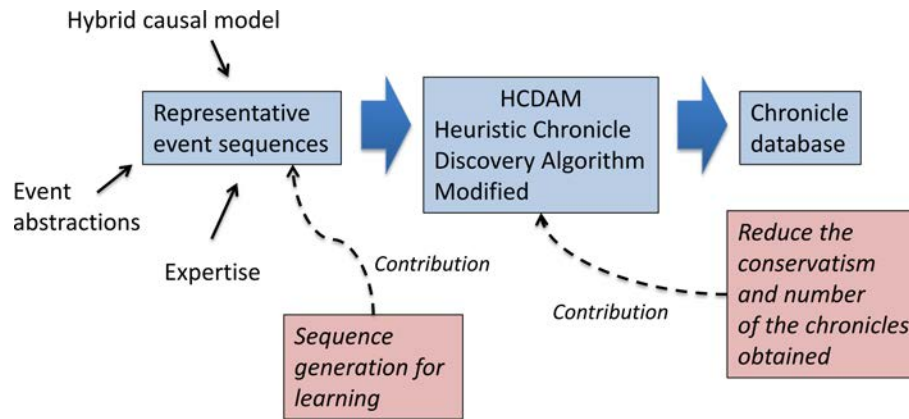 Hybrid causal model
Representative
event sequences
HCDAM
Heuristic Chronicle
Discovery Algorithm
Modified
Chronicle
database
Event
abstractions
Expertise
Contribution
Contribution
Sequence
generation for
learning
Reduce the
conservatism
and number
of the chronicles
obtained